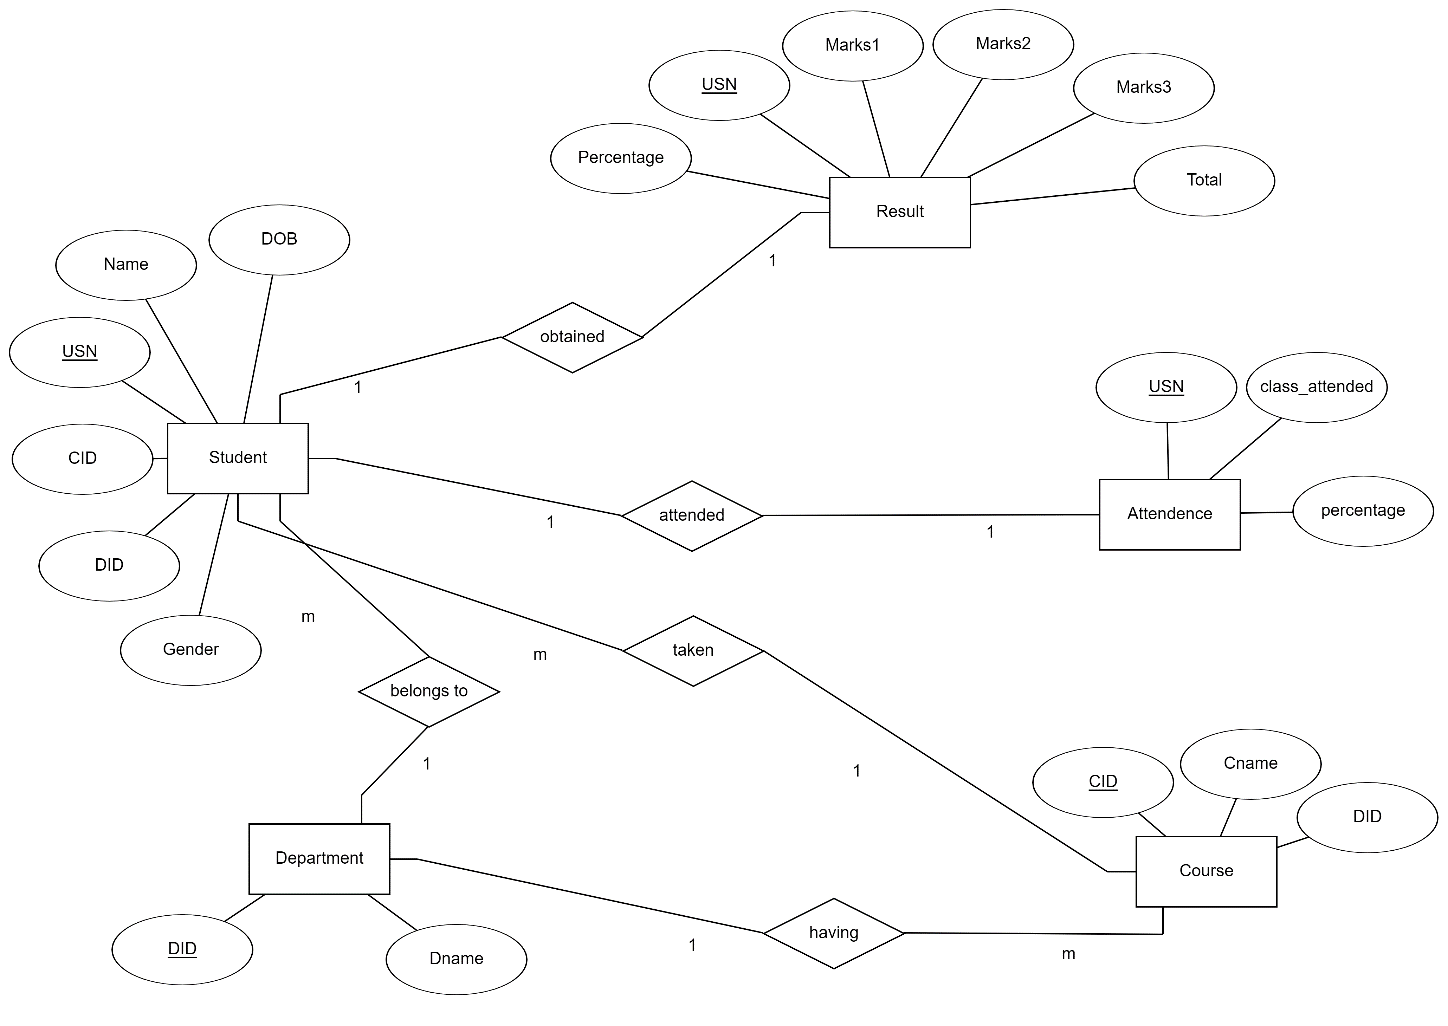 Marks1
Marks2
USN
Marks3
Percentage
Total
Result
DOB
Name
1
obtained
USN
1
USN
class_attended
CID
Student
attended
Attendence
percentage
1
1
DID
m
Gender
m
taken
belongs to
1
1
CID
Cname
DID
Department
Course
having
1
m
DID
Dname